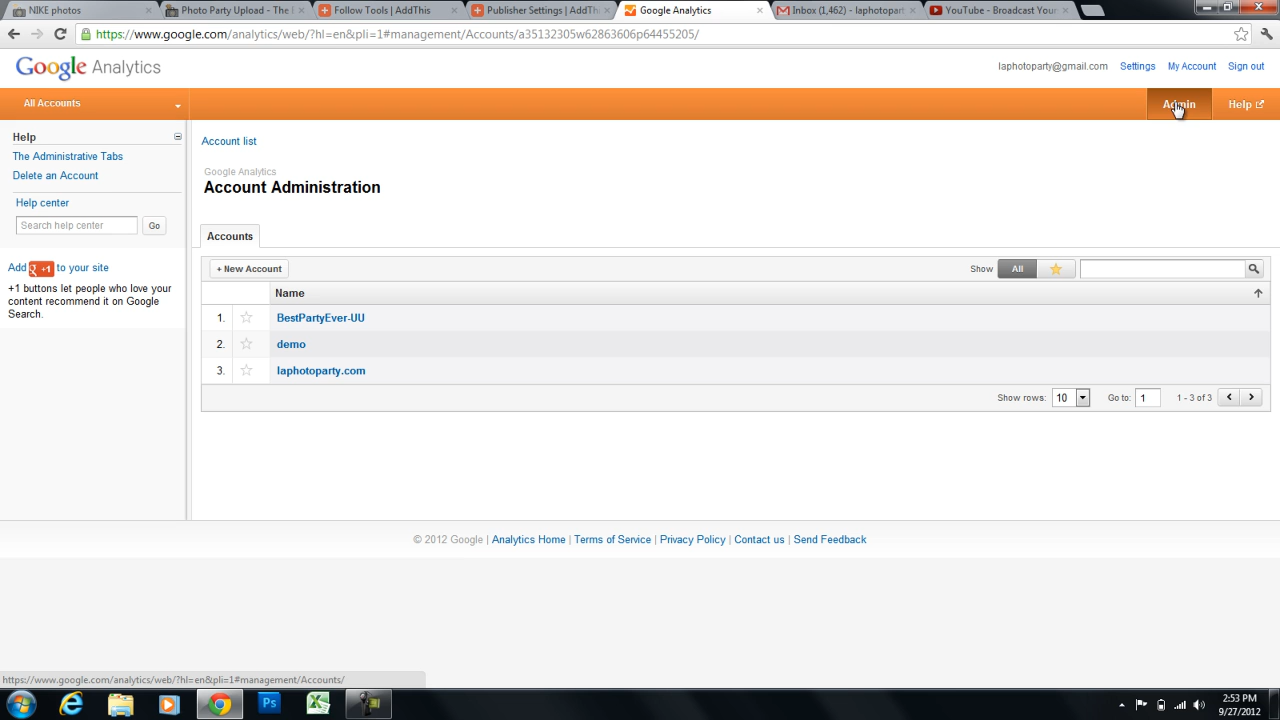 NIKE photos
Photo Party Upload - The I
Follow Tools | AddThis
Publisher Settings | AddTh
Google Analytics
Inbox (1,462) - laphotopart
YouTube - Broadcast Your
https://www.google.com/analytics/web/?hl=en&pli=1#management/Accounts/a35132305w62863606p64455205/
Google Analytics
laphotoparty@gmail.com Settings My Account Sign out
All Accounts
Admin
Help
Help
The Administrative Tabs
Delete an Account
Help center
Search help center Go
Add +1 to your site
+1 buttons let people who love your
content recommend it on Google
Search.
Account list
Google Analytics
Account Administration
Accounts
+ New Account
Show All
Name
1. BestPartyEver-UU
2. demo
3. laphotoparty.com
Show rows: 10 Go to: 1 1 - 3 of 3
© 2012 Google | Analytics Home | Terms of Service | Privacy Policy | Contact us | Send Feedback
https://www.google.com/analytics/web/?hl=en&pli=1#management/Accounts/
Ps
2:53 PM
9/27/2012